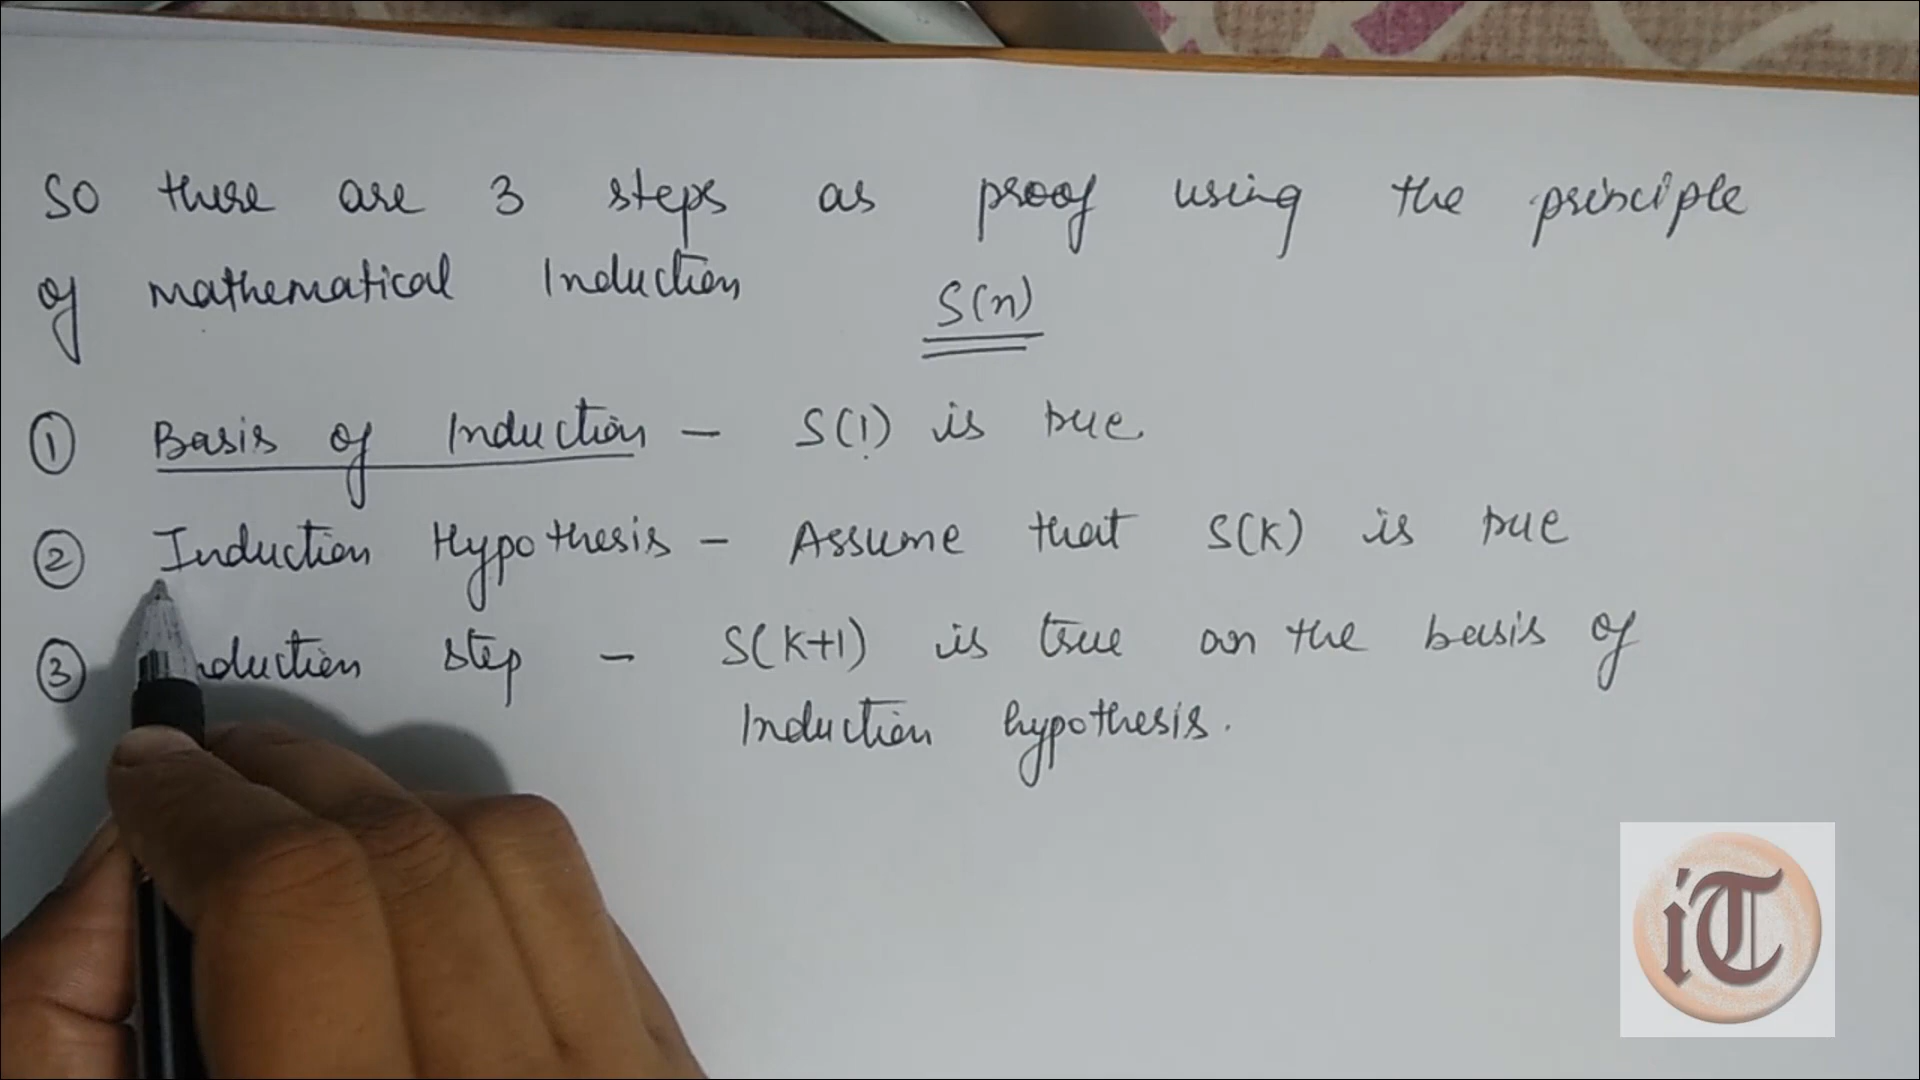 So there are 3 steps as proof using the principle
of mathematical Induction S(n)
① Basis of Induction - S(1) is true
② Induction Hypothesis - Assume that S(K) is true
③ Induction step - S(K+1) is true on the basis of
Induction hypothesis.
iT